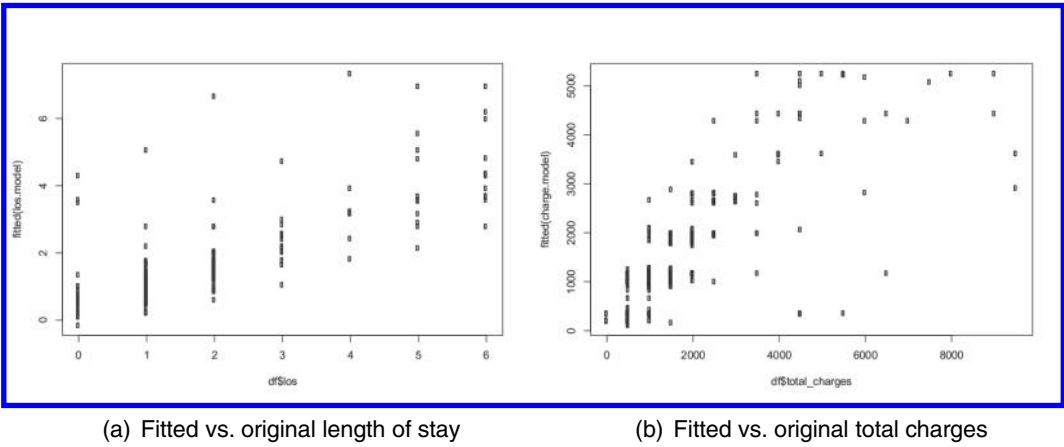 6
4
2
0
fitted(los.model)
0 1 2 3 4 5 6
df$los
5000
4000
3000
2000
1000
0
fitted(charge.model)
0 2000 4000 6000 8000
df$total_charges
(a) Fitted vs. original length of stay
(b) Fitted vs. original total charges